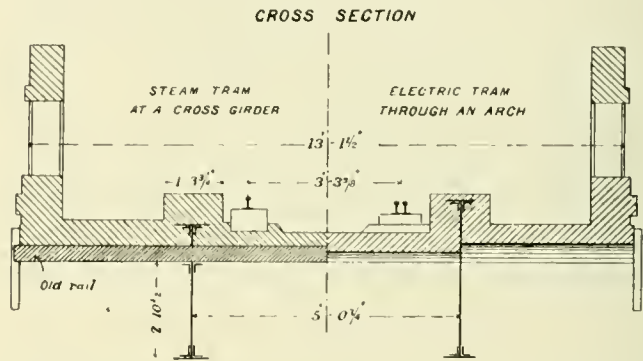 CROSS SECTION
STEAM TRAM
AT A CROSS GIRDER
ELECTRIC TRAM
THROUGH AN ARCH
13' 1½"
1' 3¾"
3' 3⅜"
Old rail
2' 10½
5' 0¼"